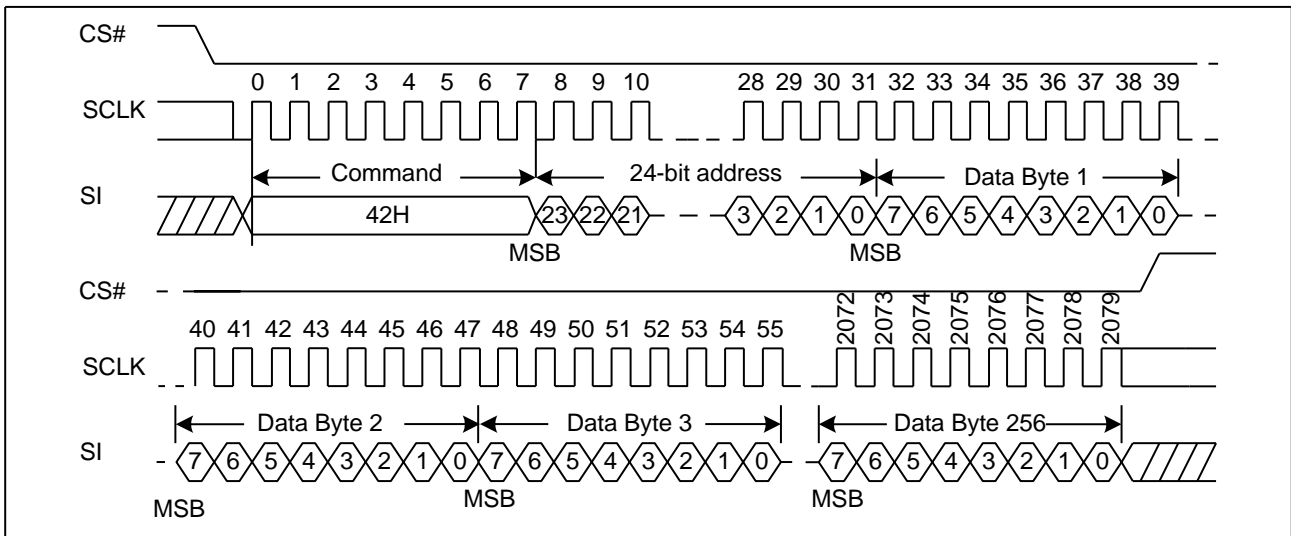 CS#
0 1 2 3 4 5 6 7 8 9 10 28 29 30 31 32 33 34 35 36 37 38 39
SCLK
Command 24-bit address Data Byte 1
SI
42H 23 22 21 3 2 1 0 7 6 5 4 3 2 1 0
MSB MSB
CS#
2072 2073 2074 2075 2076 2077 2078 2079
40 41 42 43 44 45 46 47 48 49 50 51 52 53 54 55
SCLK
Data Byte 2 Data Byte 3 Data Byte 256
SI
7 6 5 4 3 2 1 0 7 6 5 4 3 2 1 0 7 6 5 4 3 2 1 0
MSB MSB MSB